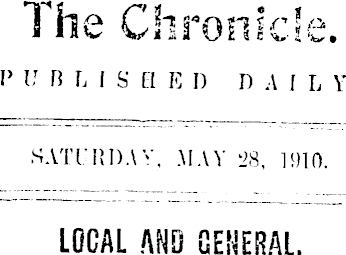 The Chronicle.
PUBLISHED DAILY
SATURDAY, MAY 28, 1910.
LOCAL AND GENERAL.